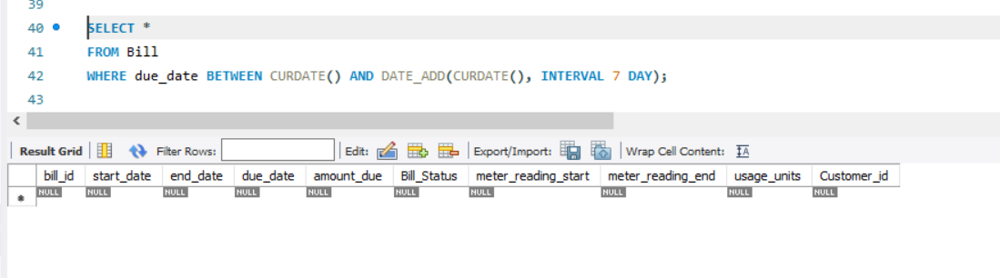 39
40 SELECT *
41 FROM Bill
42 WHERE due_date BETWEEN CURDATE() AND DATE_ADD(CURDATE(), INTERVAL 7 DAY);
43
Result Grid Filter Rows: Edit: Export/Import: Wrap Cell Content: IA
bill_id start_date end_date due_date amount_due Bill_Status meter_reading_start meter_reading_end usage_units Customer_id
* NULL NULL NULL NULL NULL NULL NULL NULL NULL NULL